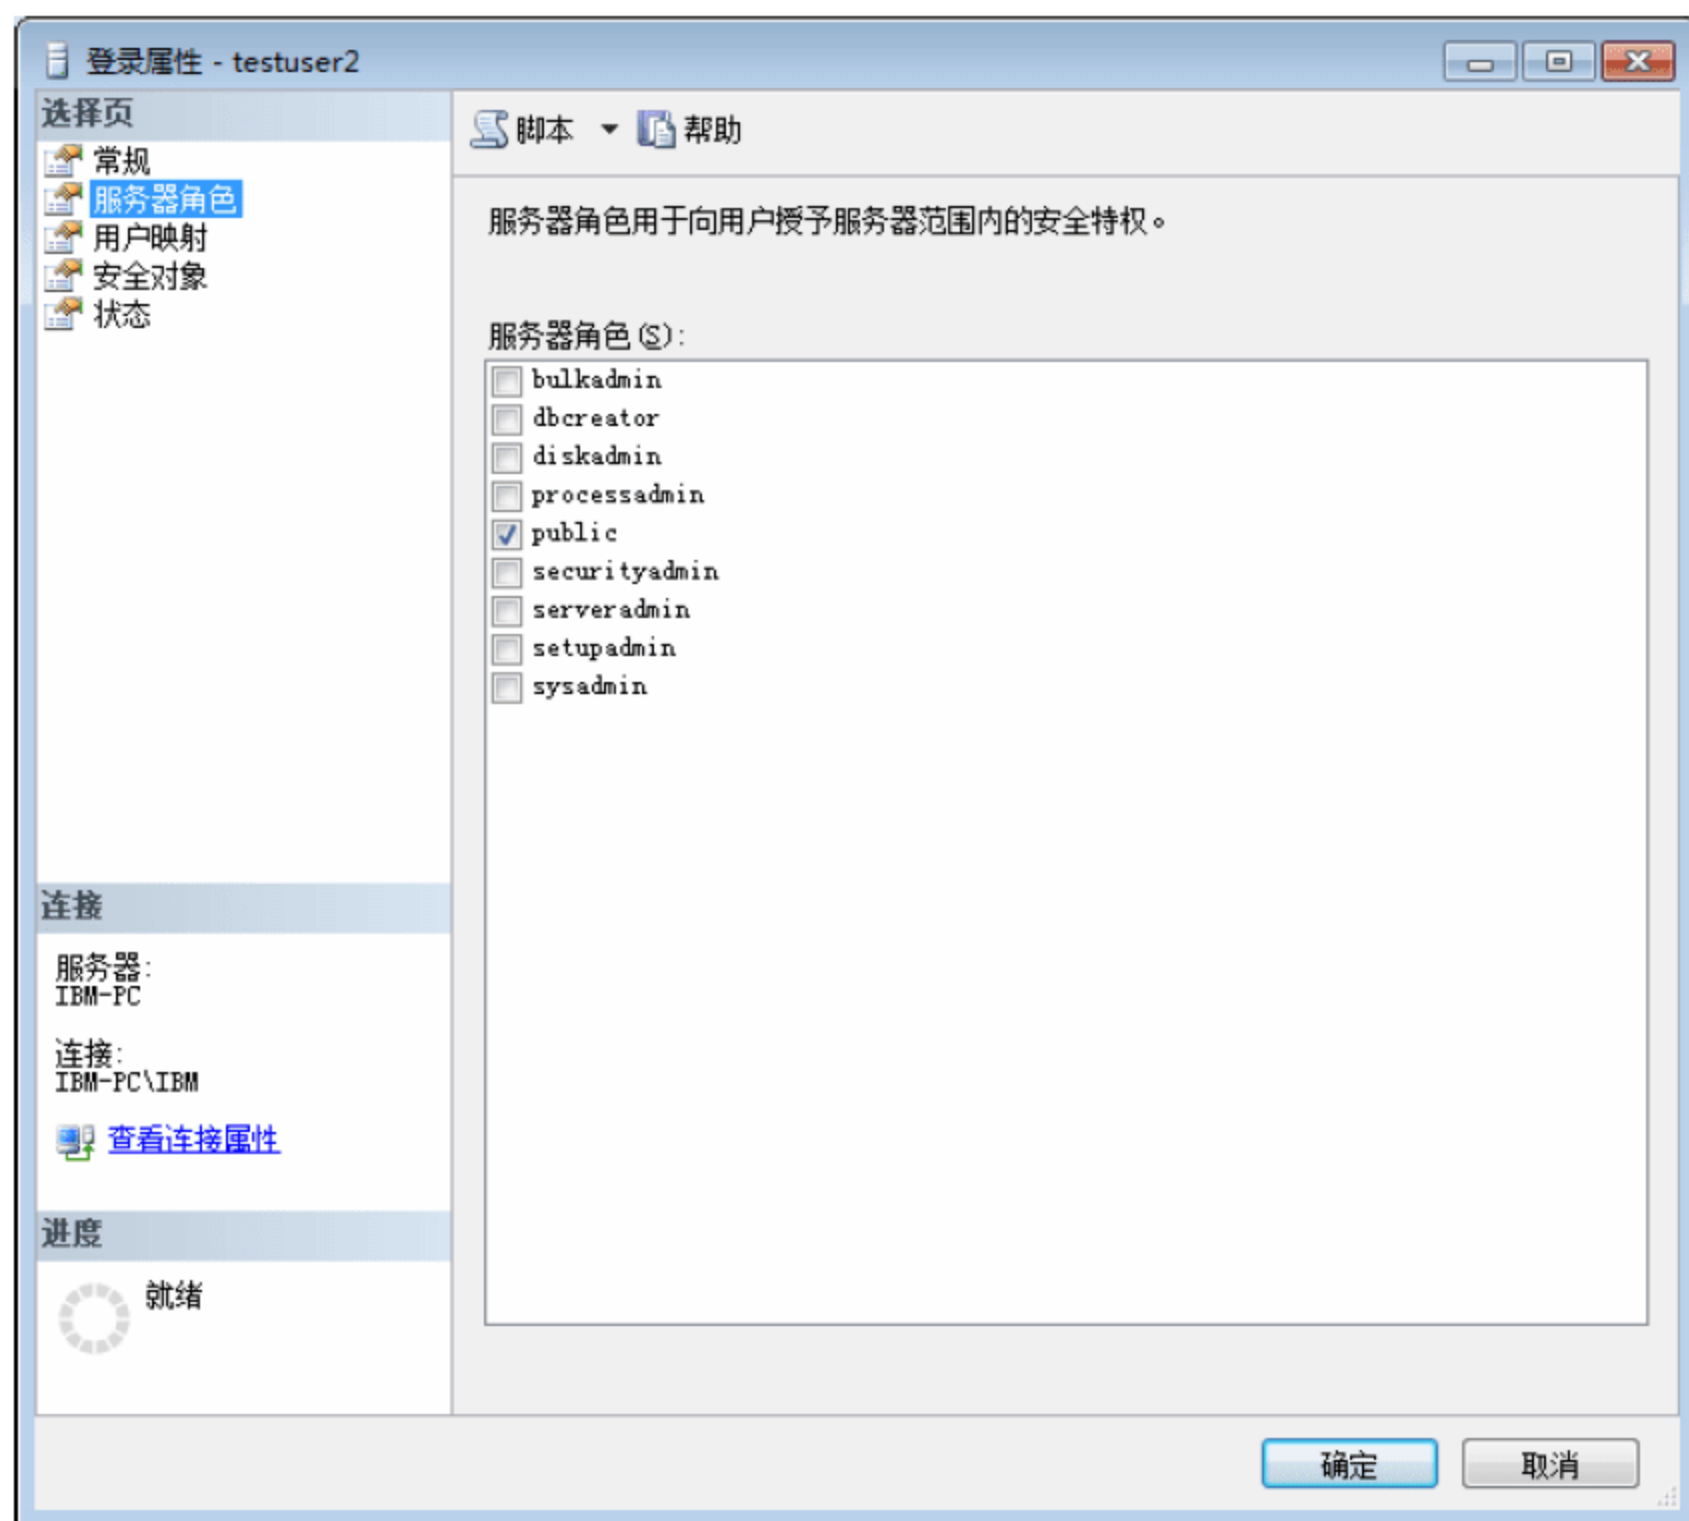 登录属性 - testuser2
选择页
常规
服务器角色
用户映射
安全对象
状态
脚本 帮助
服务器角色用于向用户授予服务器范围内的安全特权。
服务器角色(S):
bulkadmin
dbcreator
diskadmin
processadmin
public
securityadmin
serveradmin
setupadmin
sysadmin
连接
服务器:
IBM-PC
连接:
IBM-PC\IBM
查看连接属性
进度
就绪
确定 取消